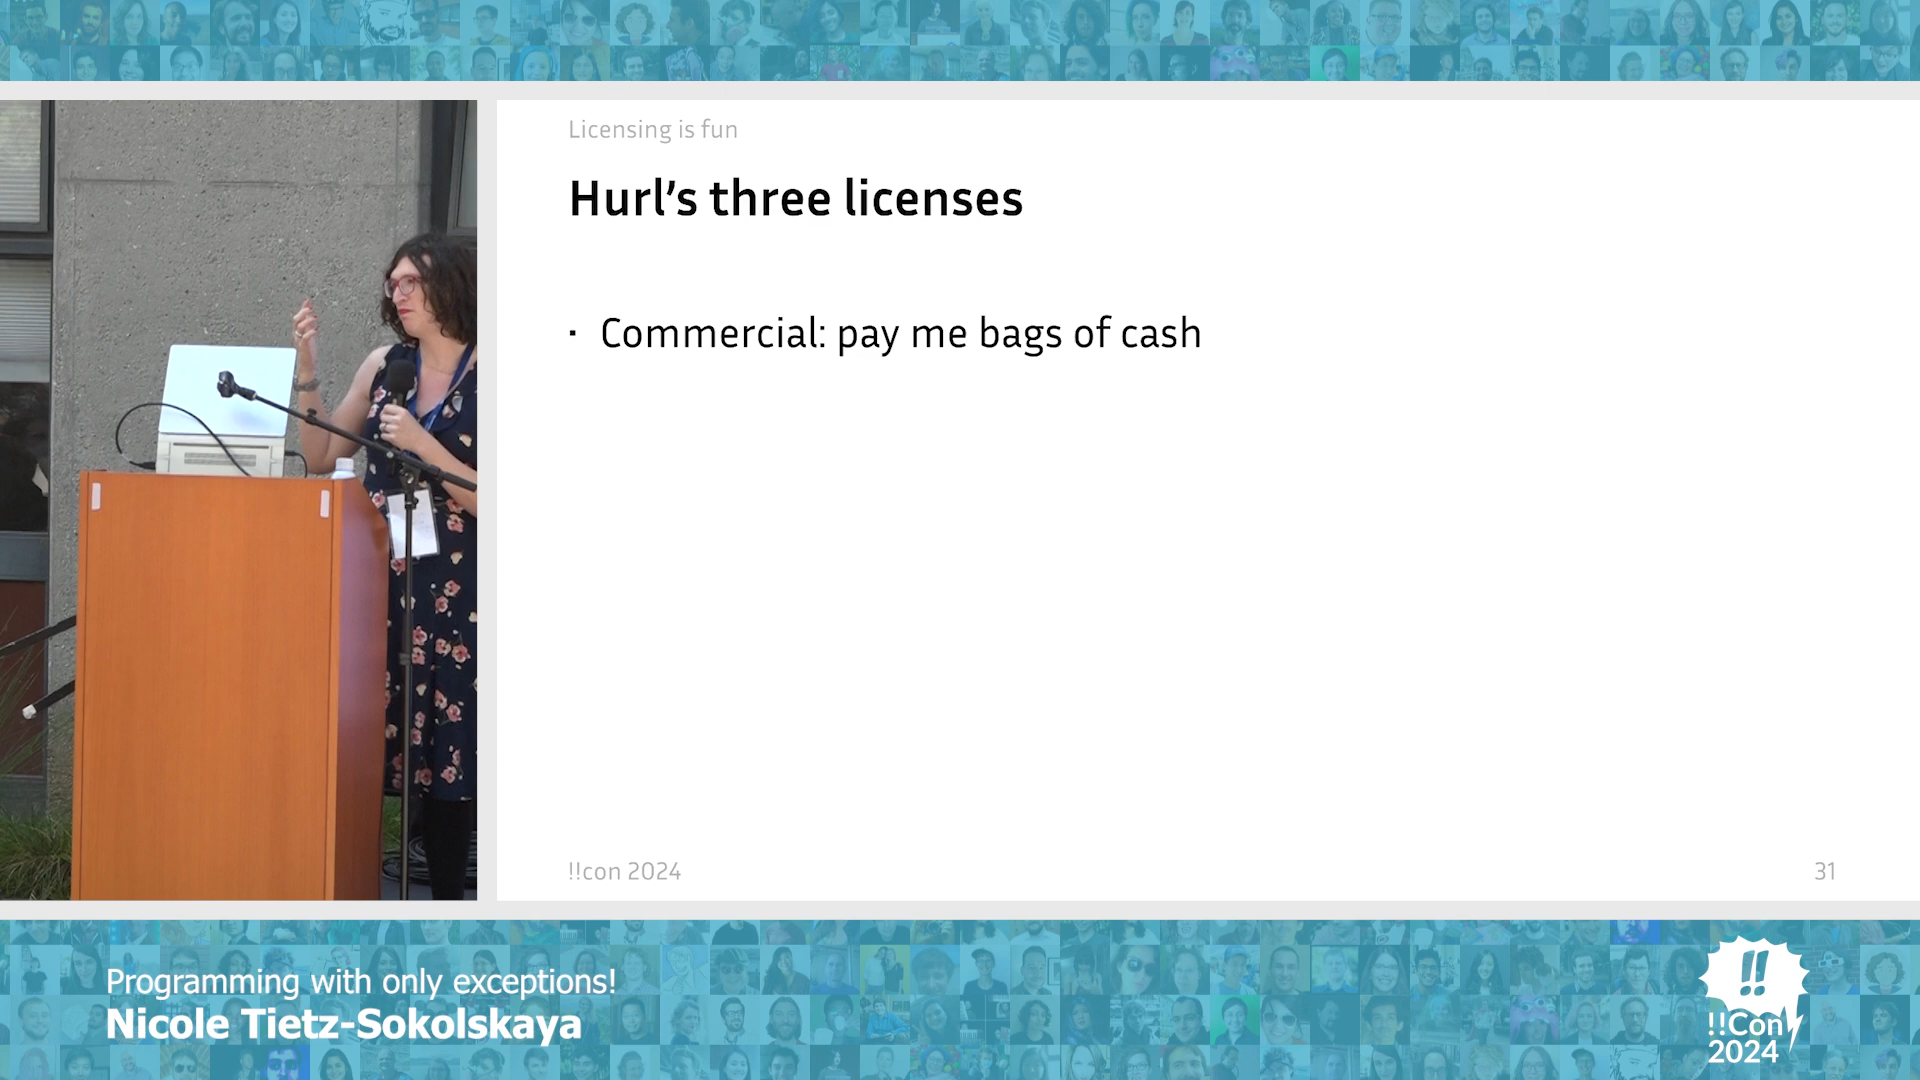 Licensing is fun
Hurl's three licenses
· Commercial: pay me bags of cash
!!con 2024
31
Programming with only exceptions!
Nicole Tietz-Sokolskaya
!!
!!Con
2024